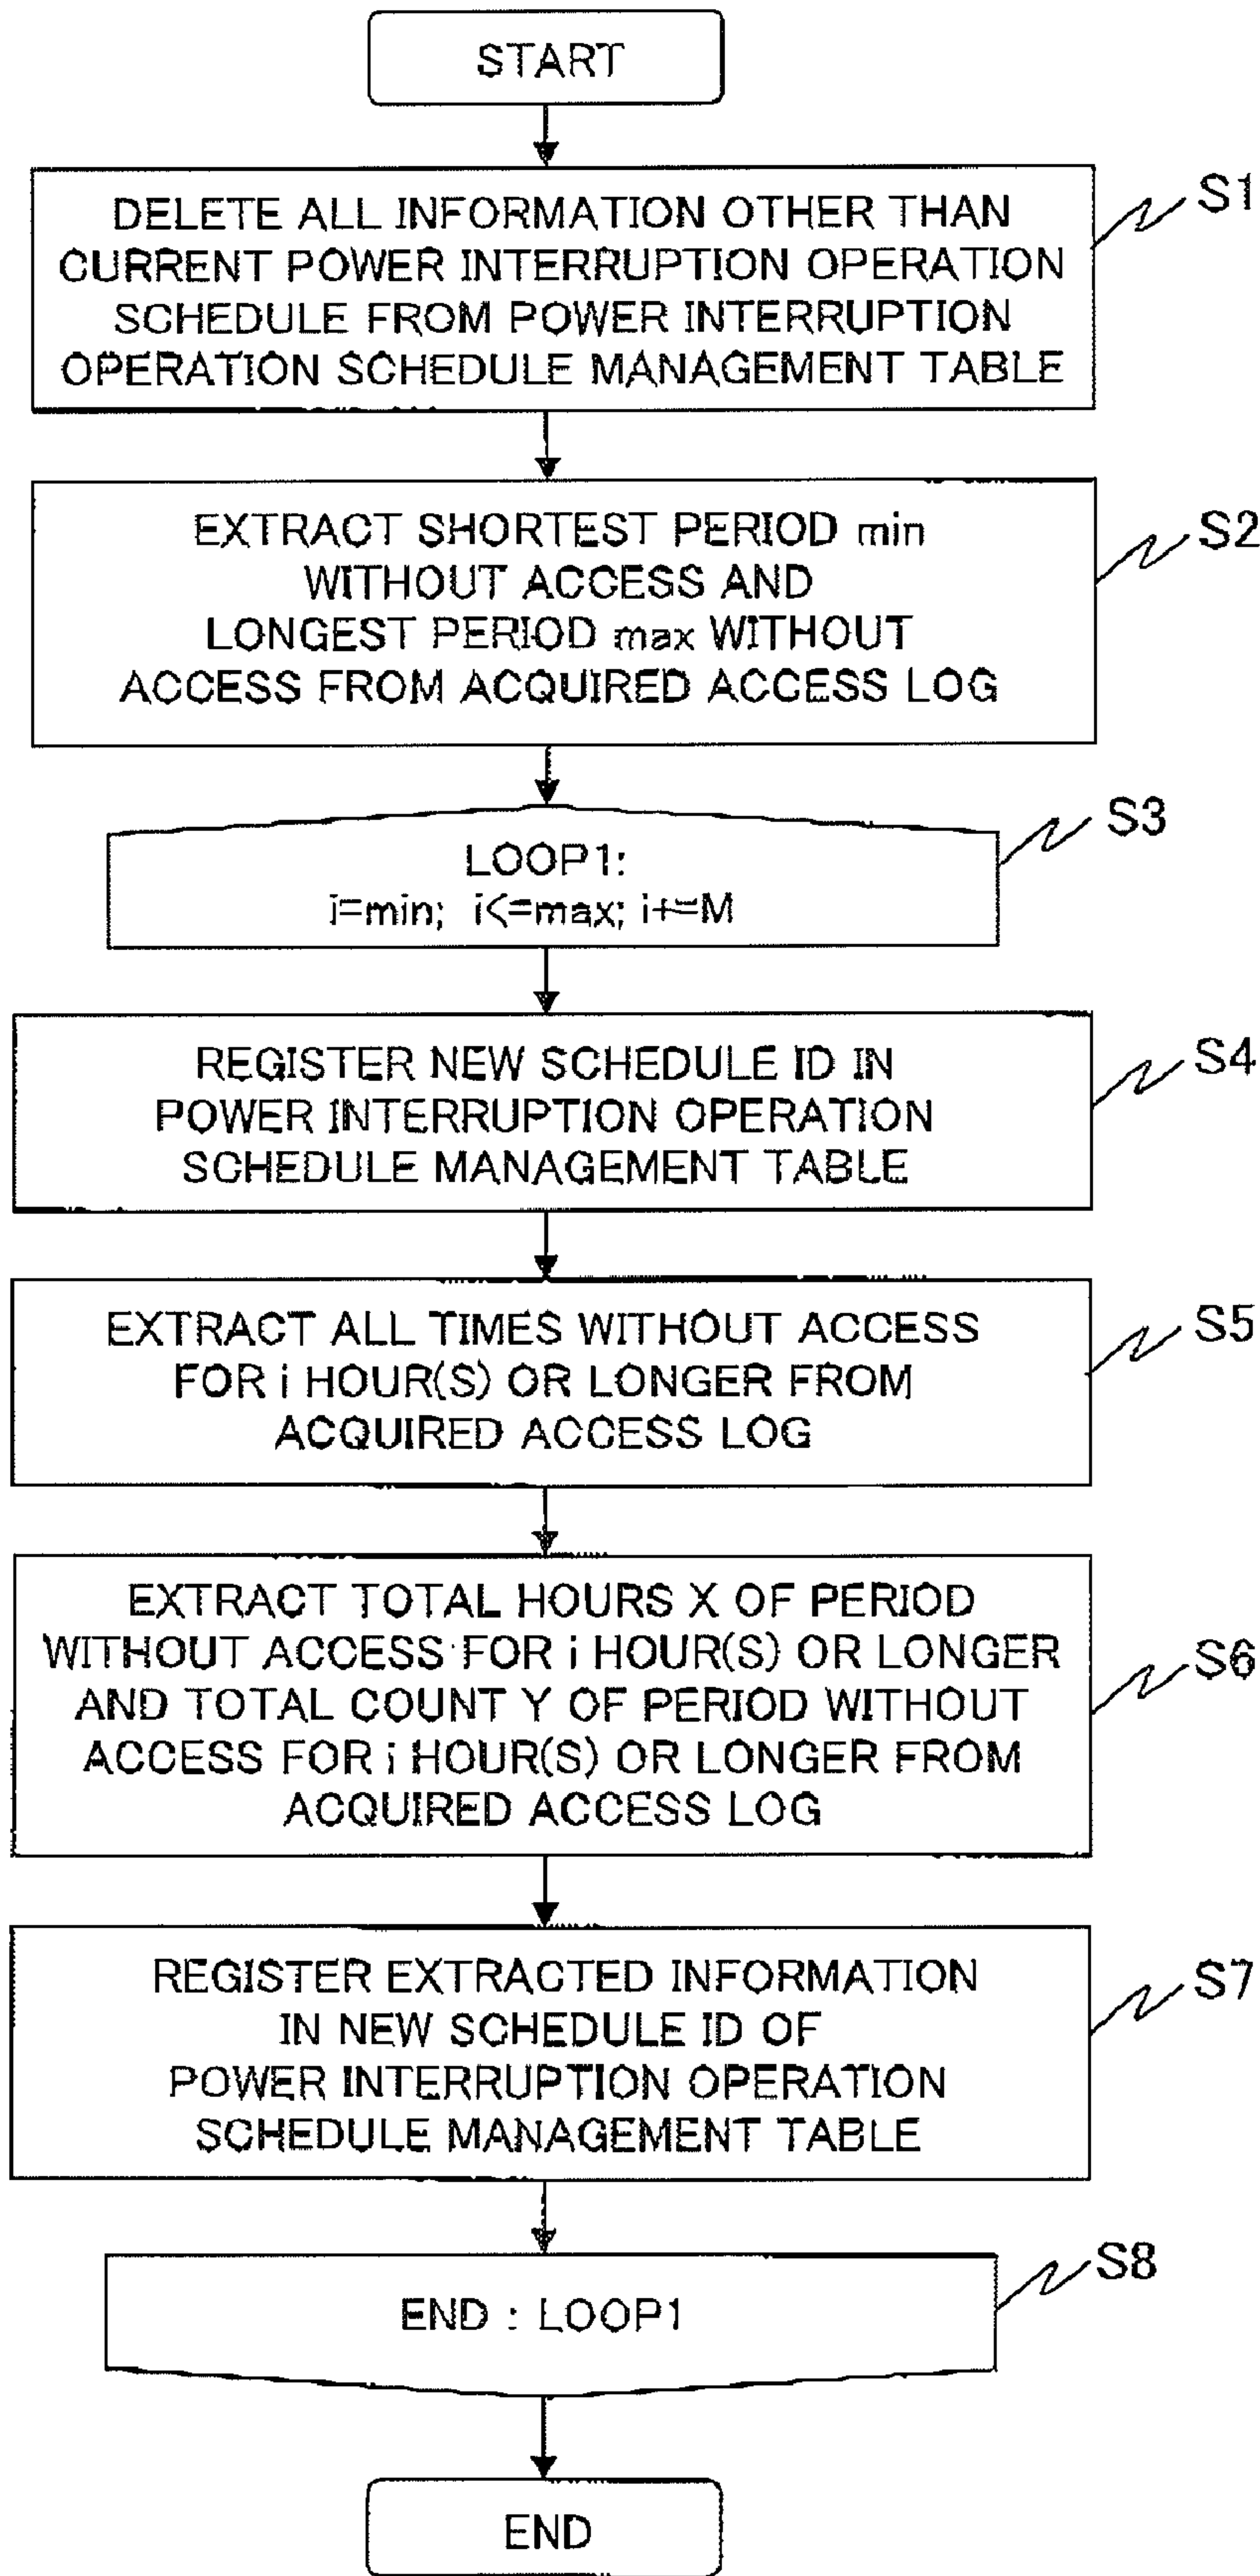 START
DELETE ALL INFORMATION OTHER THAN
CURRENT POWER INTERRUPTION OPERATION
SCHEDULE FROM POWER INTERRUPTION
OPERATION SCHEDULE MANAGEMENT TABLE
S1
EXTRACT SHORTEST PERIOD min
WITHOUT ACCESS AND
LONGEST PERIOD max WITHOUT
ACCESS FROM ACQUIRED ACCESS LOG
S2
LOOP1:
i=min; i<=max; i+=M
S3
REGISTER NEW SCHEDULE ID IN
POWER INTERRUPTION OPERATION
SCHEDULE MANAGEMENT TABLE
S4
EXTRACT ALL TIMES WITHOUT ACCESS
FOR i HOUR(S) OR LONGER FROM
ACQUIRED ACCESS LOG
S5
EXTRACT TOTAL HOURS X OF PERIOD
WITHOUT ACCESS FOR i HOUR(S) OR LONGER
AND TOTAL COUNT Y OF PERIOD WITHOUT
ACCESS FOR i HOUR(S) OR LONGER FROM
ACQUIRED ACCESS LOG
S6
REGISTER EXTRACTED INFORMATION
IN NEW SCHEDULE ID OF
POWER INTERRUPTION OPERATION
SCHEDULE MANAGEMENT TABLE
S7
END : LOOP1
S8
END